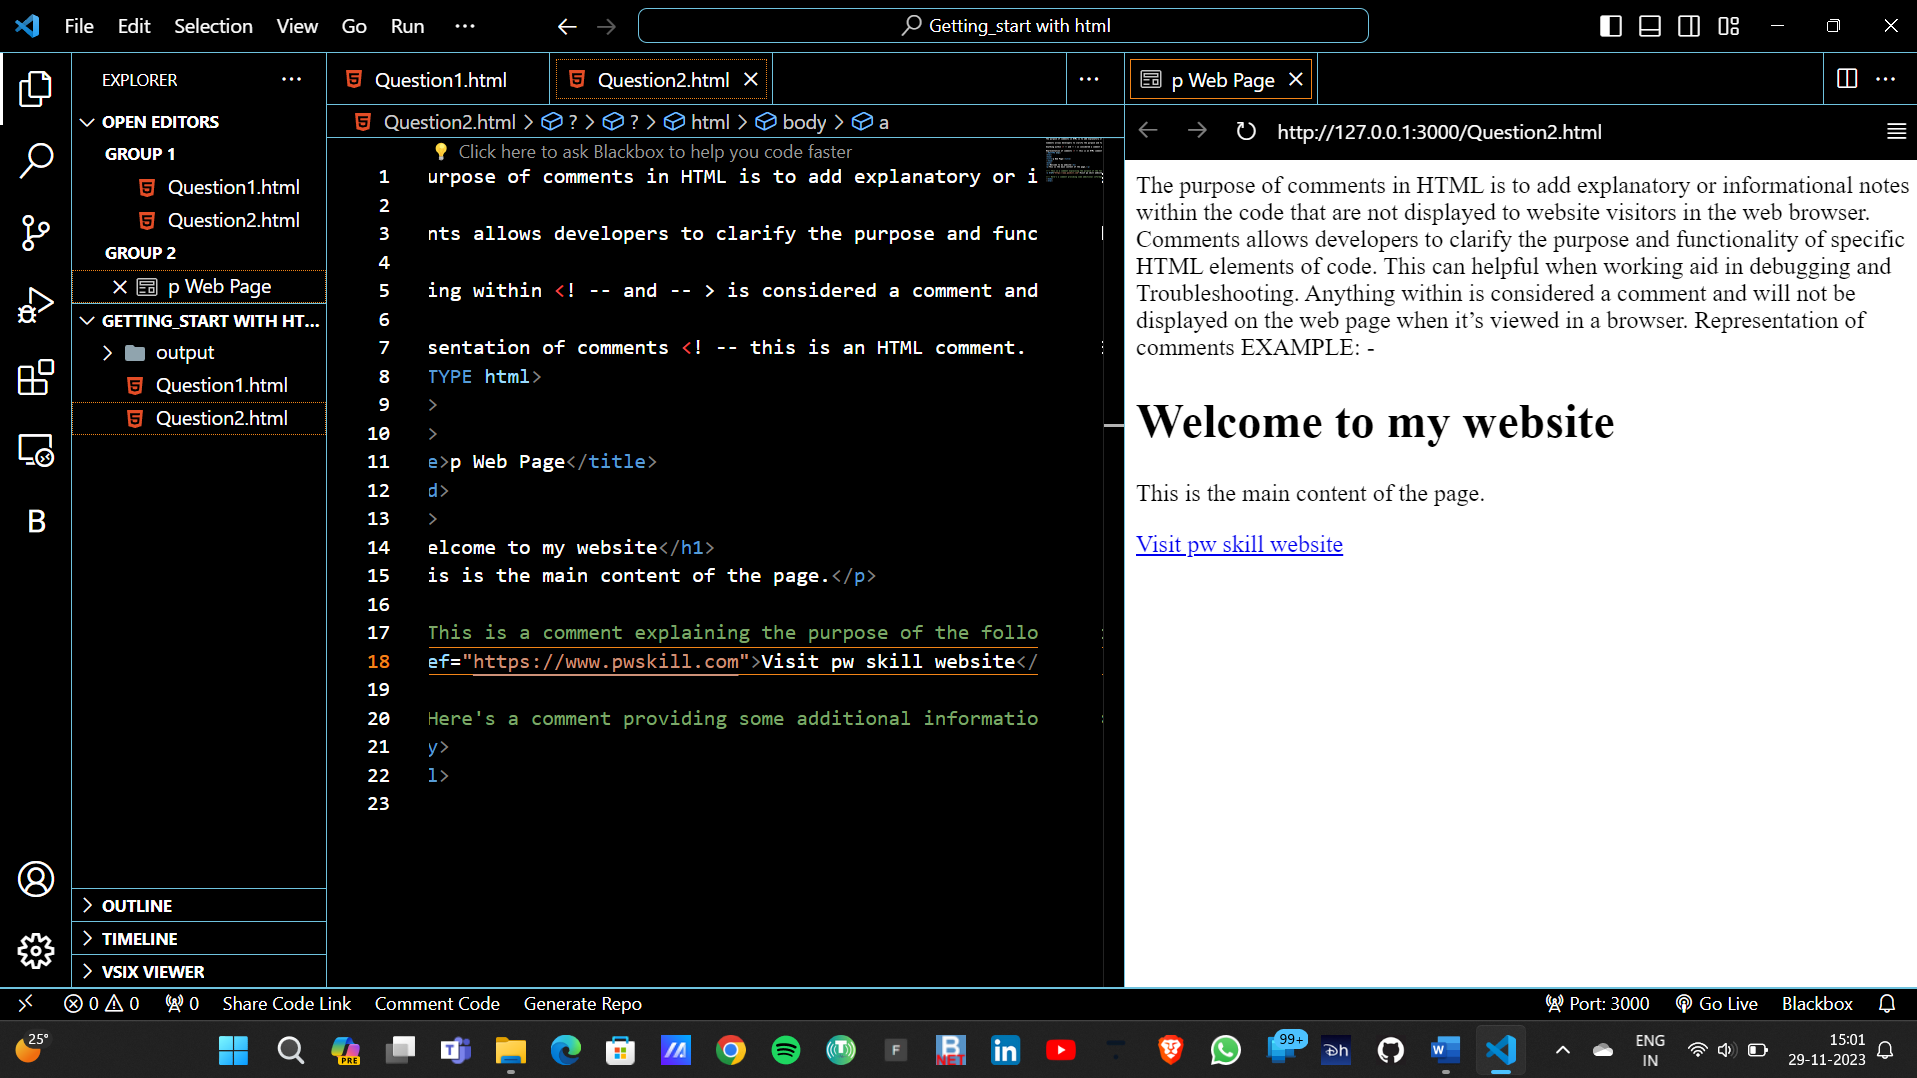 File Edit Selection View Go Run ···
Getting_start with html
EXPLORER ···
OPEN EDITORS
GROUP 1
Question1.html
Question2.html
GROUP 2
p Web Page
GETTING_START WITH HT...
output
Question1.html
Question2.html
OUTLINE
TIMELINE
VSIX VIEWER
Question1.html
Question2.html
Question2.html > ? > ? > html > body > a
Click here to ask Blackbox to help you code faster
1 urpose of comments in HTML is to add explanatory or i
2
3 nts allows developers to clarify the purpose and func
4
5 ing within <! -- and -- > is considered a comment and
6
7 sentation of comments <! -- this is an HTML comment.
8 TYPE html>
9 >
10 >
11 e>p Web Page</title>
12 d>
13 >
14 elcome to my website</h1>
15 is is the main content of the page.</p>
16
17 This is a comment explaining the purpose of the follo
18 ef="https://www.pwskill.com">Visit pw skill website</
19
20 Here's a comment providing some additional informatio
21 y>
22 l>
23
p Web Page
http://127.0.0.1:3000/Question2.html
The purpose of comments in HTML is to add explanatory or informational notes
within the code that are not displayed to website visitors in the web browser.
Comments allows developers to clarify the purpose and functionality of specific
HTML elements of code. This can helpful when working aid in debugging and
Troubleshooting. Anything within is considered a comment and will not be
displayed on the web page when it’s viewed in a browser. Representation of
comments EXAMPLE: -
Welcome to my website
This is the main content of the page.
Visit pw skill website
0 0 0 Share Code Link Comment Code Generate Repo
Port: 3000 Go Live Blackbox
25°
PRE
B.NET
99+
ENG
IN
15:01
29-11-2023